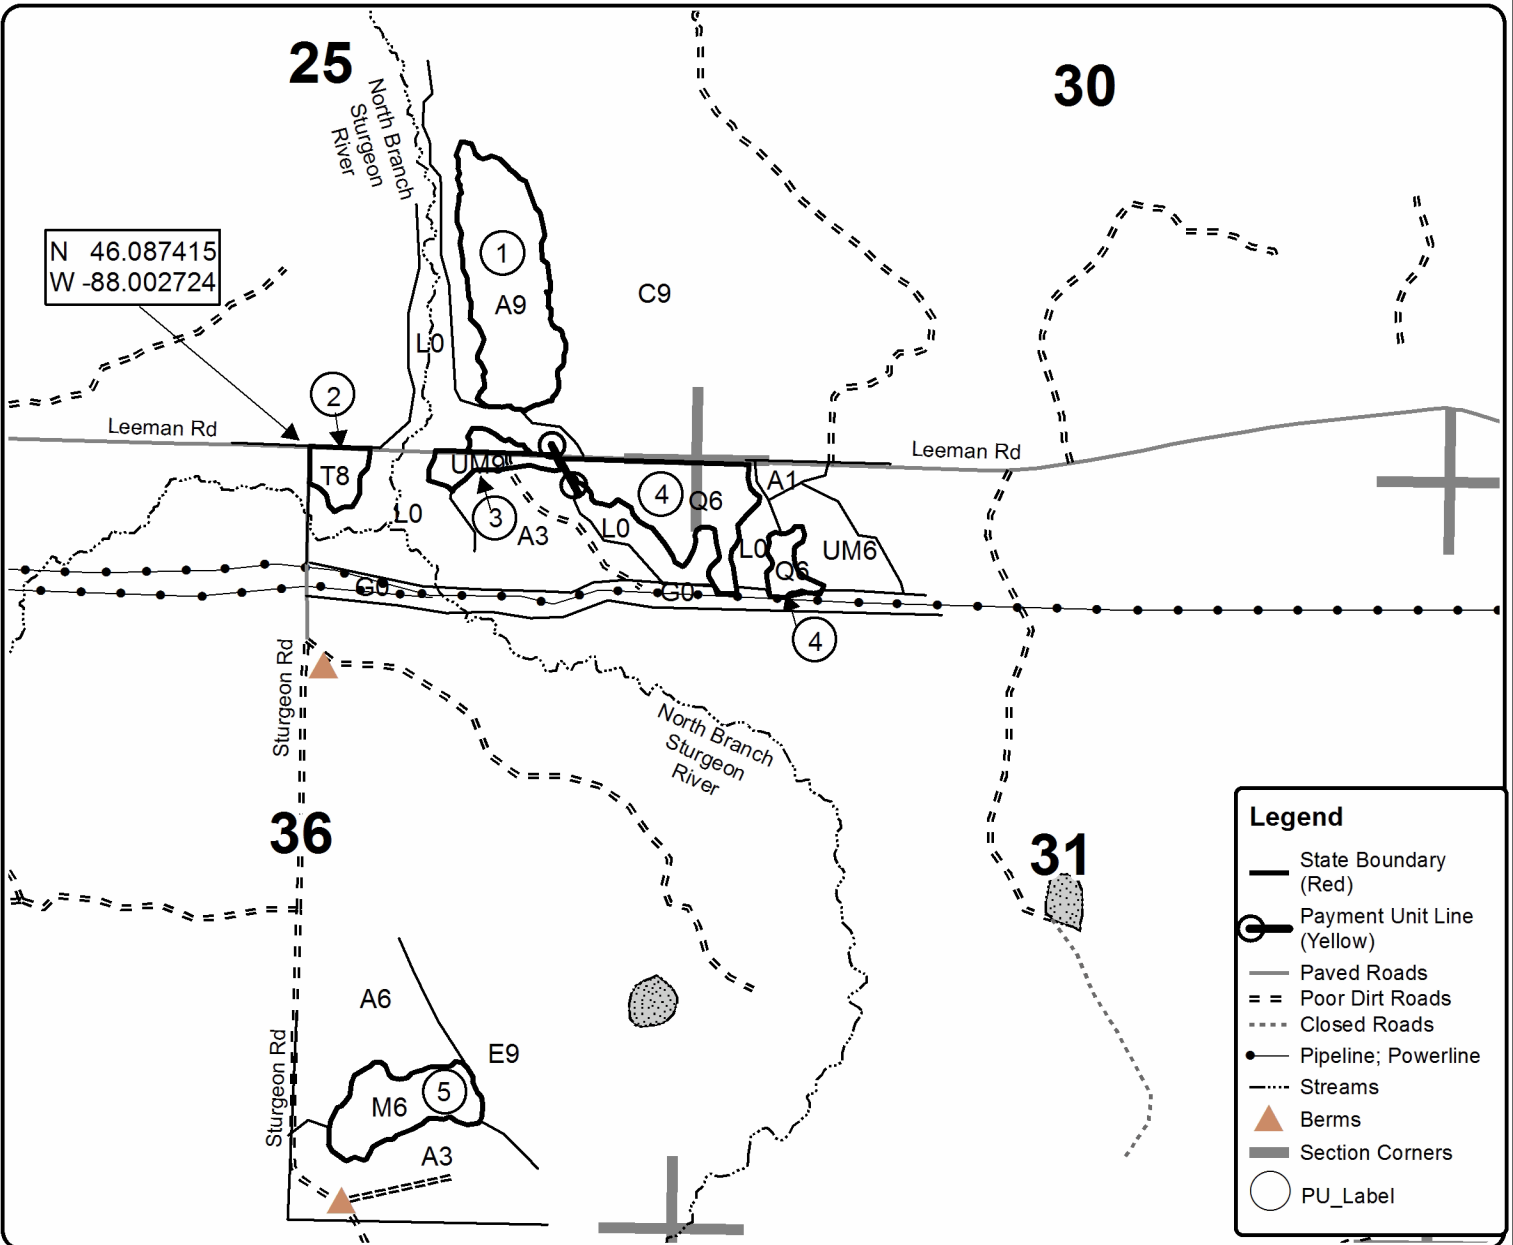 25
30
North Branch
Sturgeon
River
N 46.087415
W -88.002724
1
A9
C9
L0
2
Leeman Rd
Leeman Rd
T8
UM9
4
Q6
A1
L0
3
A3
L0
L0
UM6
Q6
G0
G0
4
Sturgeon Rd
North Branch
Sturgeon
River
36
31
A6
E9
Sturgeon Rd
M6
5
A3
Legend
State Boundary
(Red)
Payment Unit Line
(Yellow)
Paved Roads
Poor Dirt Roads
Closed Roads
Pipeline; Powerline
Streams
Berms
Section Corners
PU_Label